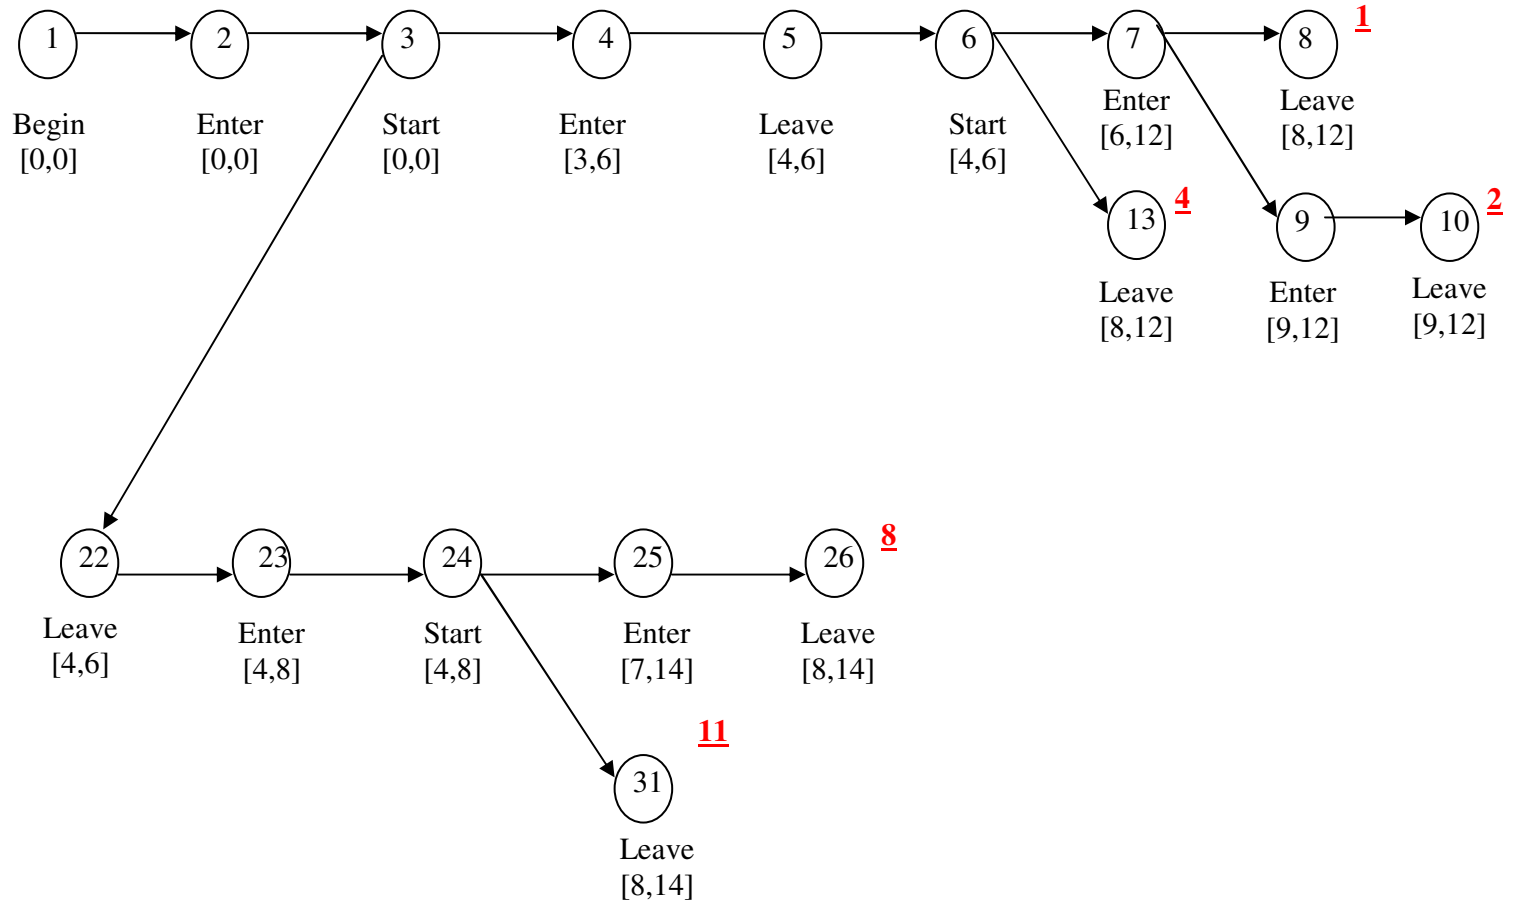 1 2 3 4 5 6 7 8 1
Begin
[0,0]
Enter
[0,0]
Start
[0,0]
Enter
[3,6]
Leave
[4,6]
Start
[4,6]
Enter
[6,12]
Leave
[8,12]
13 4 9 10 2
Leave
[8,12]
Enter
[9,12]
Leave
[9,12]
22 23 24 25 26 8
Leave
[4,6]
Enter
[4,8]
Start
[4,8]
Enter
[7,14]
Leave
[8,14]
11
31
Leave
[8,14]